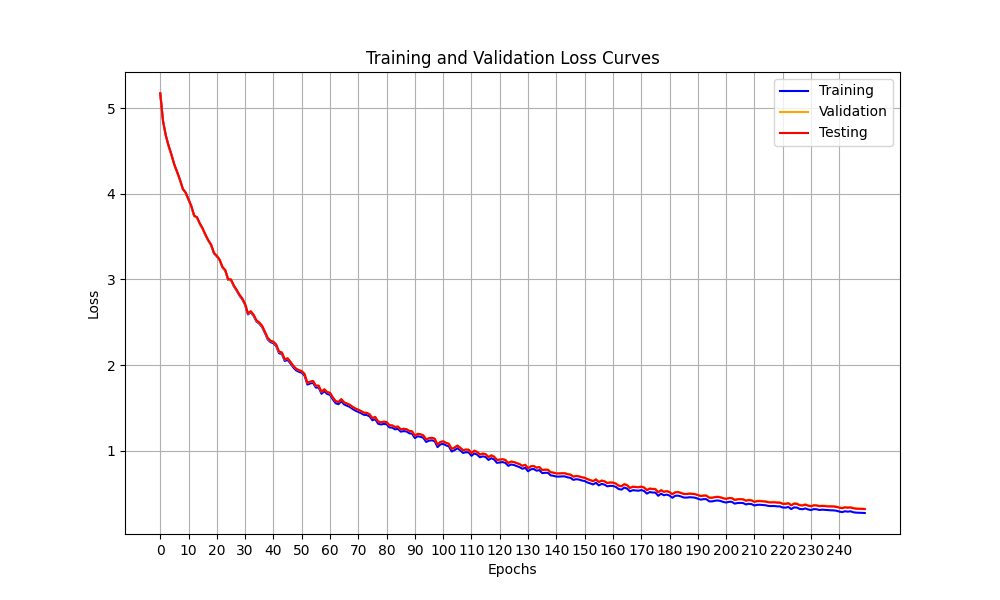 Training and Validation Loss Curves
Training
Validation
Testing
5
4
3
2
1
Loss
0 10 20 30 40 50 60 70 80 90 100 110 120 130 140 150 160 170 180 190 200 210 220 230 240
Epochs